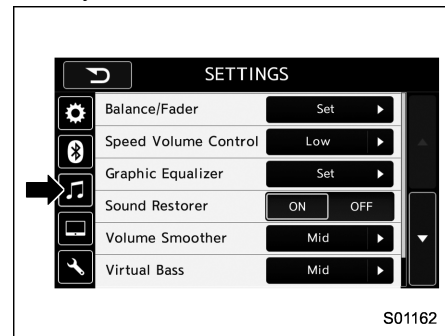 SETTINGS
Balance/Fader Set
Speed Volume Control Low
Graphic Equalizer Set
Sound Restorer ON OFF
Volume Smoother Mid
Virtual Bass Mid
S01162